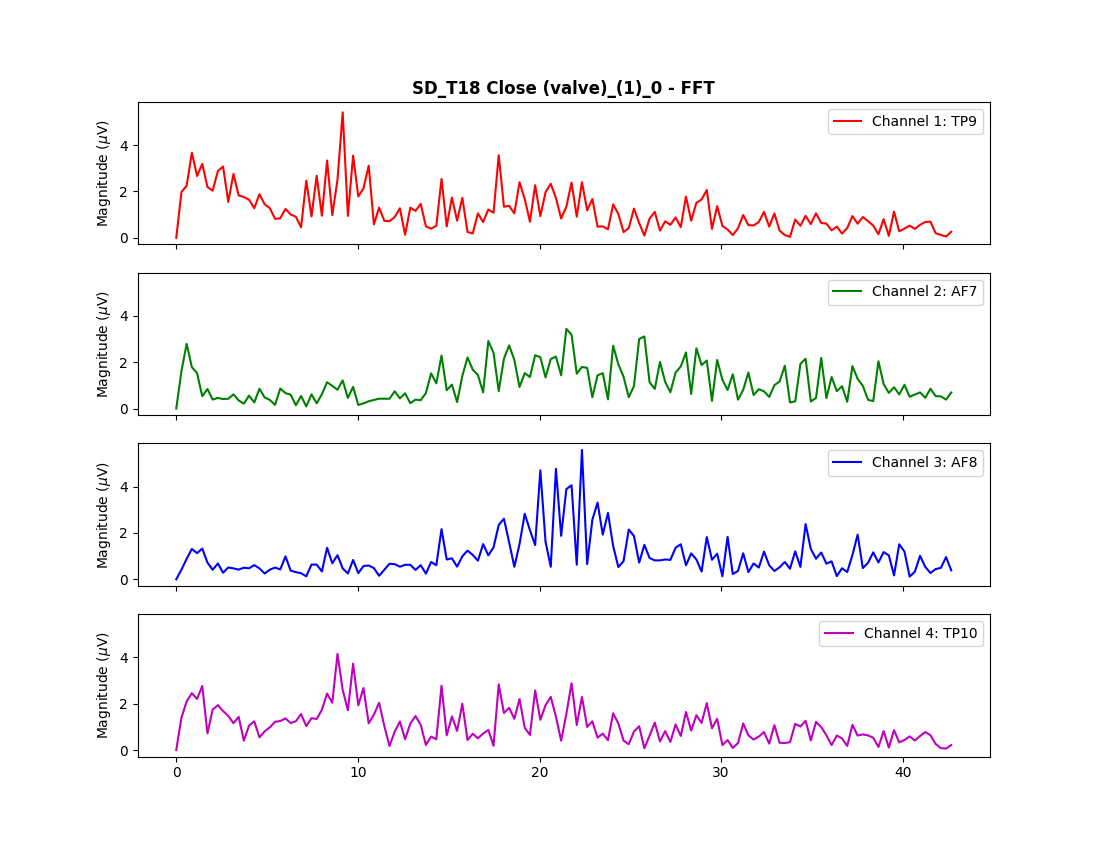 SD_T18 Close (valve)_(1)_0 - FFT
Magnitude (μV)
4
2
0
Channel 1: TP9
Magnitude (μV)
4
2
0
Channel 2: AF7
Magnitude (μV)
4
2
0
Channel 3: AF8
Magnitude (μV)
4
2
0
Channel 4: TP10
0 10 20 30 40